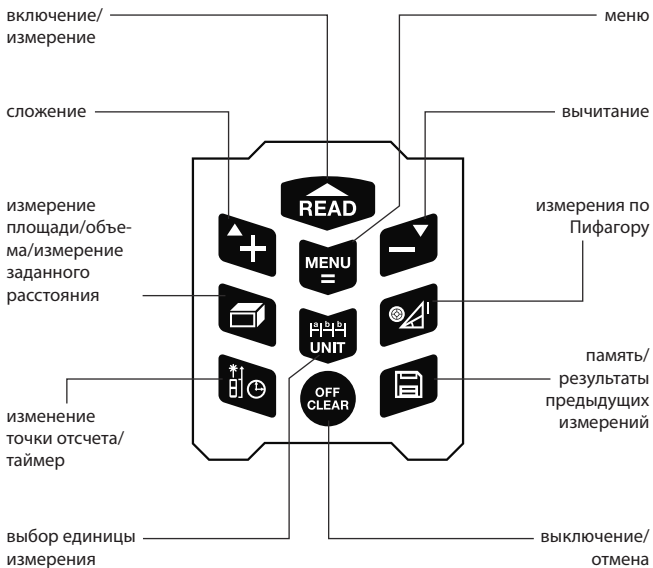 включение/
измерение
меню
сложение
вычитание
READ
измерение
площади/объе-
ма/измерение
заданного
расстояния
измерения по
Пифагору
+
−
MENU
=
a b b
UNIT
OFF
CLEAR
память/
результаты
предыдущих
измерений
изменение
точки отсчета/
таймер
выбор единицы
измерения
выключение/
отмена